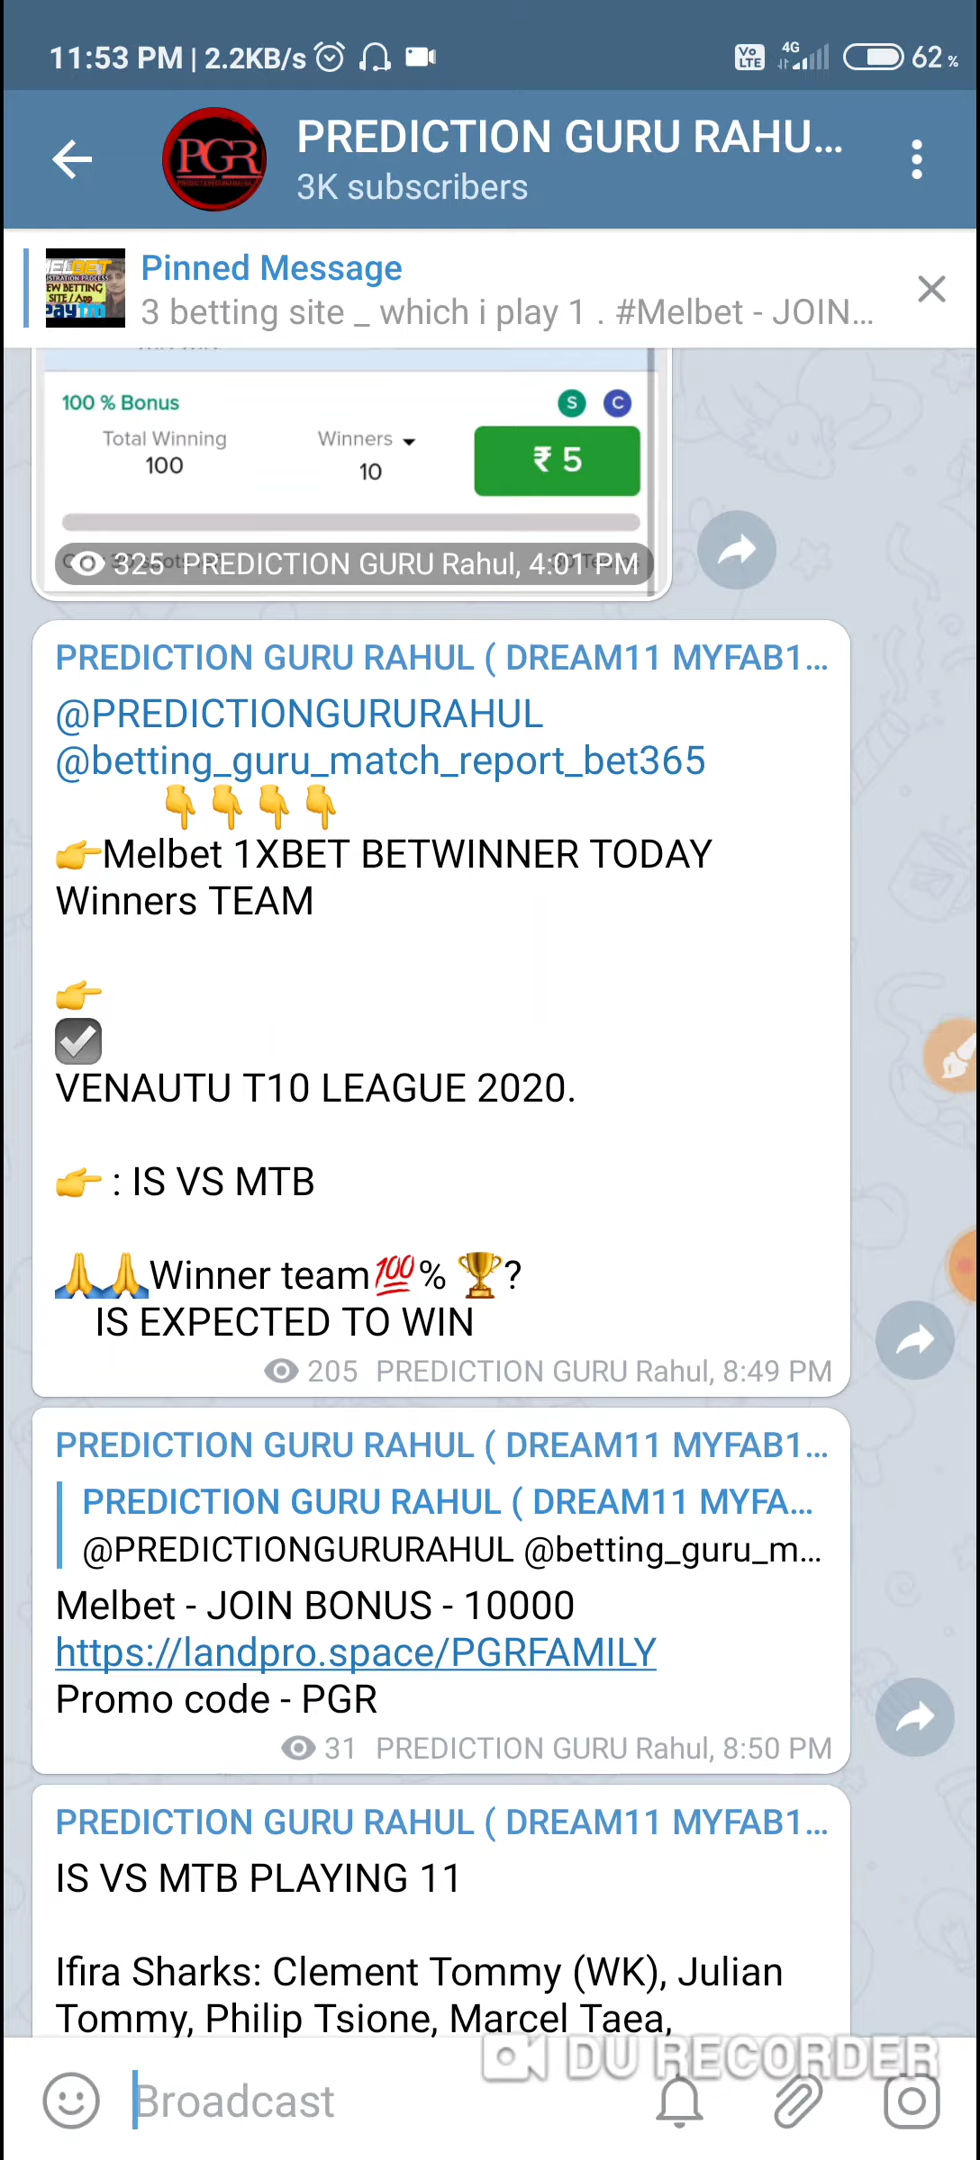 11:53 PM | 2.2KB/s
Vo LTE 4G 62%
PGR
PREDICTION GURU RAHU...
3K subscribers
Pinned Message
3 betting site _ which i play 1 . #Melbet - JOIN...
100 % Bonus
S C
Total Winning
Winners
100
10
₹ 5
325 PREDICTION GURU Rahul, 4:01 PM
PREDICTION GURU RAHUL ( DREAM11 MYFAB1...
@PREDICTIONGURURAHUL
@betting_guru_match_report_bet365
👇👇👇👇
👉Melbet 1XBET BETWINNER TODAY
Winners TEAM
👉
☑
VENAUTU T10 LEAGUE 2020.
👉 : IS VS MTB
🙏🙏Winner team💯% 🏆?
IS EXPECTED TO WIN
205 PREDICTION GURU Rahul, 8:49 PM
PREDICTION GURU RAHUL ( DREAM11 MYFAB1...
PREDICTION GURU RAHUL ( DREAM11 MYFA...
@PREDICTIONGURURAHUL @betting_guru_m...
Melbet - JOIN BONUS - 10000
https://landpro.space/PGRFAMILY
Promo code - PGR
31 PREDICTION GURU Rahul, 8:50 PM
PREDICTION GURU RAHUL ( DREAM11 MYFAB1...
IS VS MTB PLAYING 11
Ifira Sharks: Clement Tommy (WK), Julian
Tommy, Philip Tsione, Marcel Taea,
DU RECORDER
Broadcast